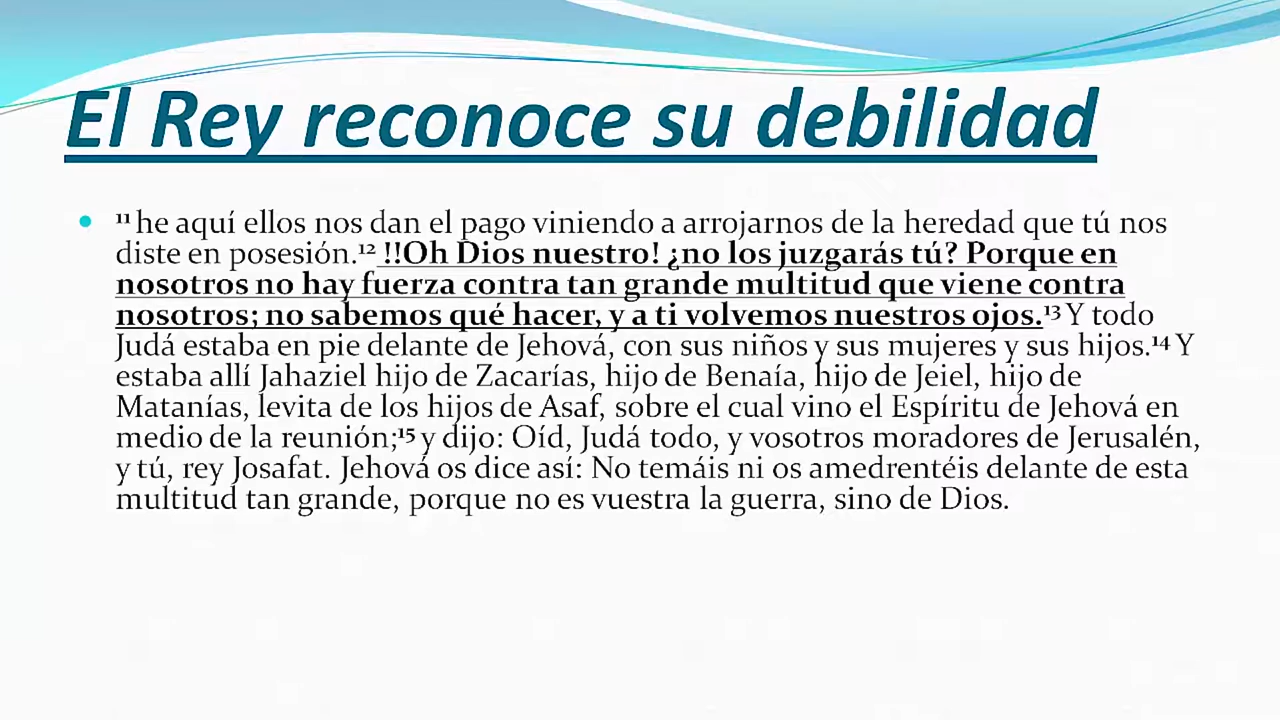 El Rey reconoce su debilidad
• ¹¹ he aquí ellos nos dan el pago viniendo a arrojarnos de la heredad que tú nos
diste en posesión.¹² !!Oh Dios nuestro! ¿no los juzgarás tú? Porque en
nosotros no hay fuerza contra tan grande multitud que viene contra
nosotros; no sabemos qué hacer, y a ti volvemos nuestros ojos.¹³ Y todo
Judá estaba en pie delante de Jehová, con sus niños y sus mujeres y sus hijos.¹⁴ Y
estaba allí Jahaziel hijo de Zacarías, hijo de Benaía, hijo de Jeiel, hijo de
Matanías, levita de los hijos de Asaf, sobre el cual vino el Espíritu de Jehová en
medio de la reunión;¹⁵ y dijo: Oíd, Judá todo, y vosotros moradores de Jerusalén,
y tú, rey Josafat. Jehová os dice así: No temáis ni os amedrentéis delante de esta
multitud tan grande, porque no es vuestra la guerra, sino de Dios.